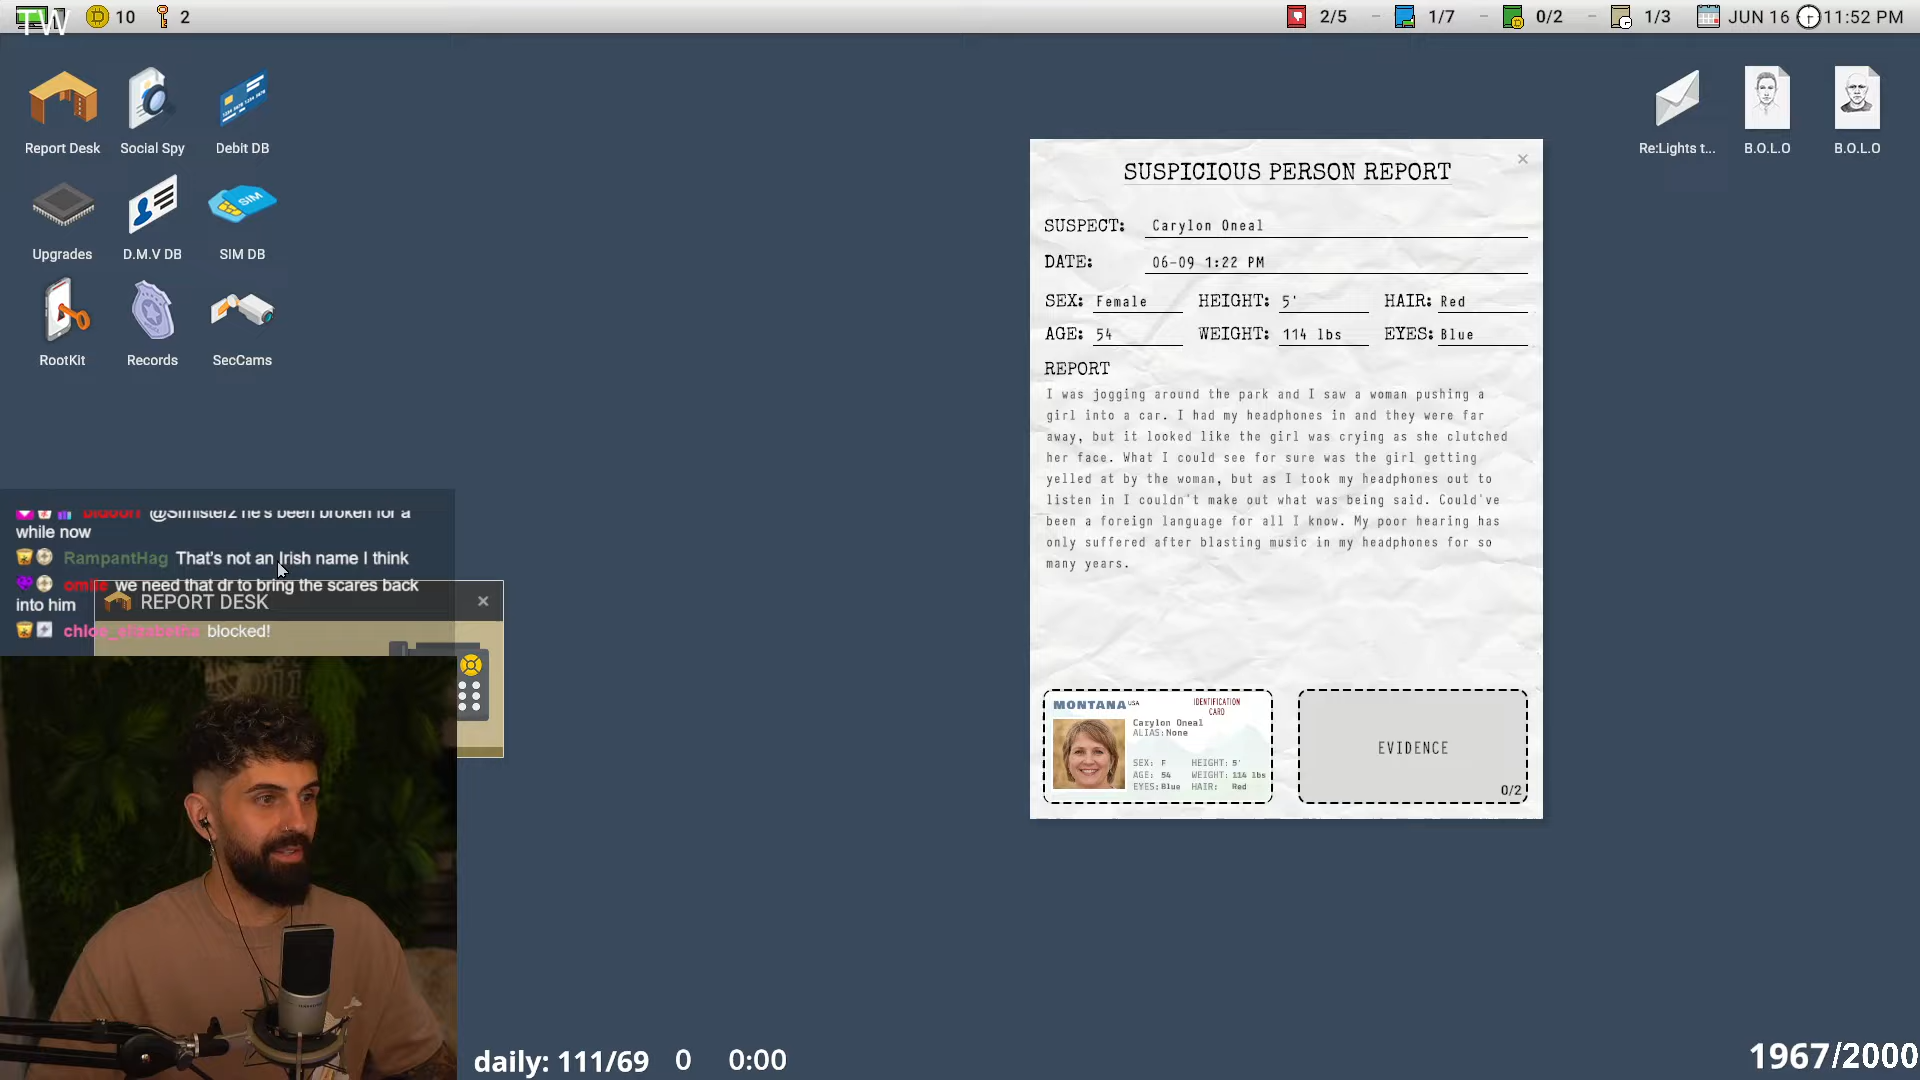 TW
10
2
2/5
1/7
0/2
1/3
JUN 16
11:52 PM
Report Desk
Social Spy
Debit DB
Upgrades
D.M.V DB
SIM DB
SIM
RootKit
Records
SecCams
Re:Lights t...
B.O.L.O
B.O.L.O
SUSPICIOUS PERSON REPORT
SUSPECT: Carylon Oneal
DATE: 06-09 1:22 PM
SEX: Female HEIGHT: 5' HAIR: Red
AGE: 54 WEIGHT: 114 lbs EYES: Blue
REPORT
I was jogging around the park and I saw a woman pushing a
girl into a car. I had my headphones in and they were far
away, but it looked like the girl was crying as she clutched
her face. What I could see for sure was the girl getting
yelled at by the woman, but as I took my headphones out to
listen in I couldn't make out what was being said. Could've
been a foreign language for all I know. My poor hearing has
only suffered after blasting music in my headphones for so
many years.
MONTANA USA
IDENTIFICATION
CARD
Carylon Oneal
ALIAS: None
SEX: F HEIGHT: 5'
AGE: 54 WEIGHT: 114 lbs
EYES: Blue HAIR: Red
EVIDENCE
0/2
@Simister2 he's been broken for a
while now
RampantHag That's not an Irish name I think
omite we need that dr to bring the scares back
into him
blocked!
REPORT DESK
daily: 111/69 0 0:00
1967/2000